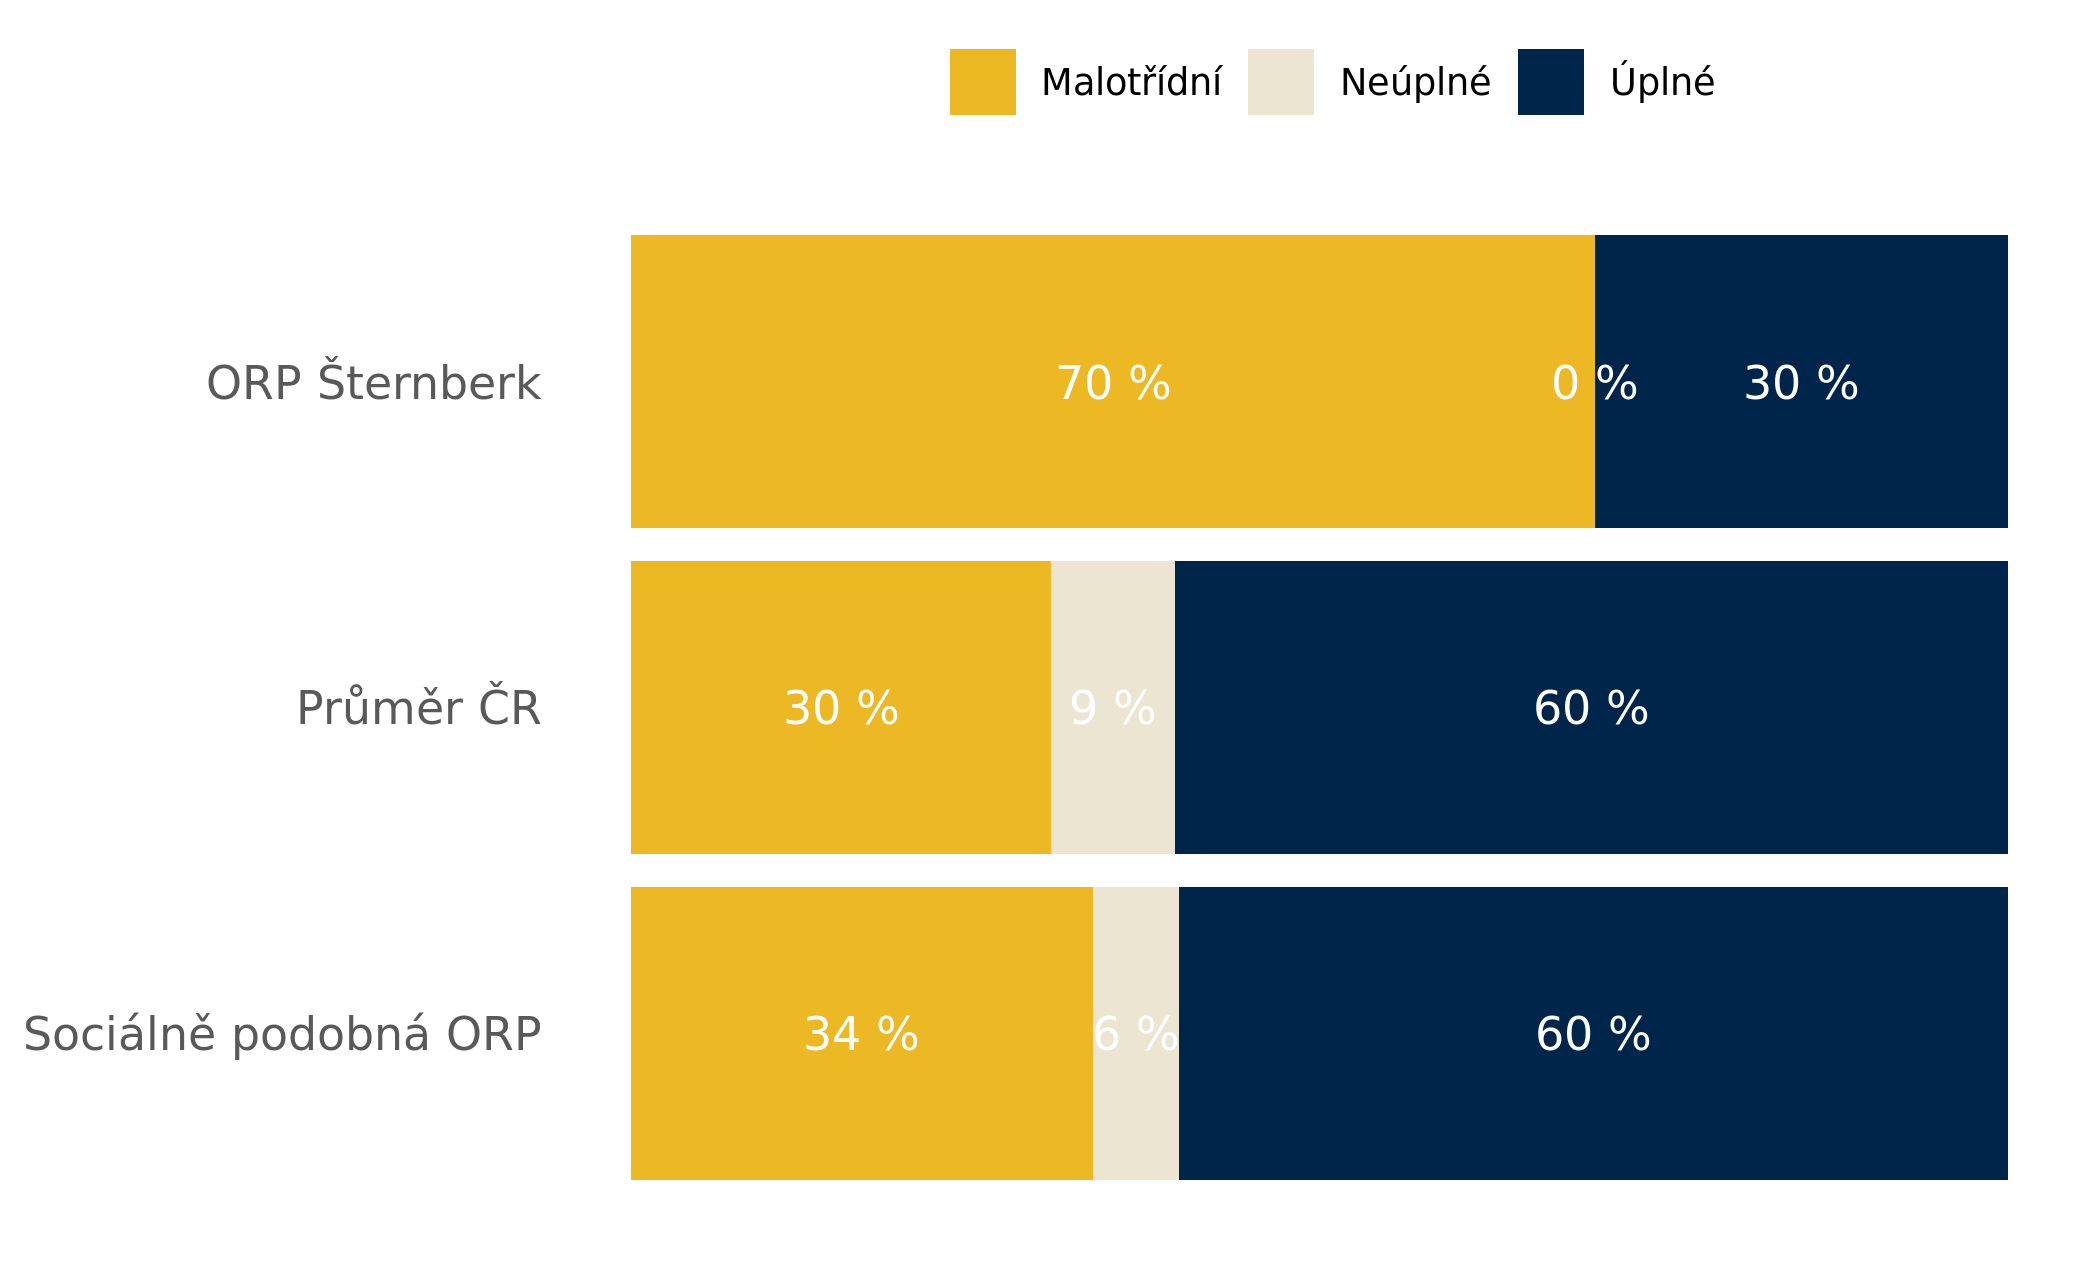 Malotřídní Neúplné Úplné
ORP Šternberk 70 % 0 % 30 %
Průměr ČR 30 % 9 % 60 %
Sociálně podobná ORP 34 % 6 % 60 %